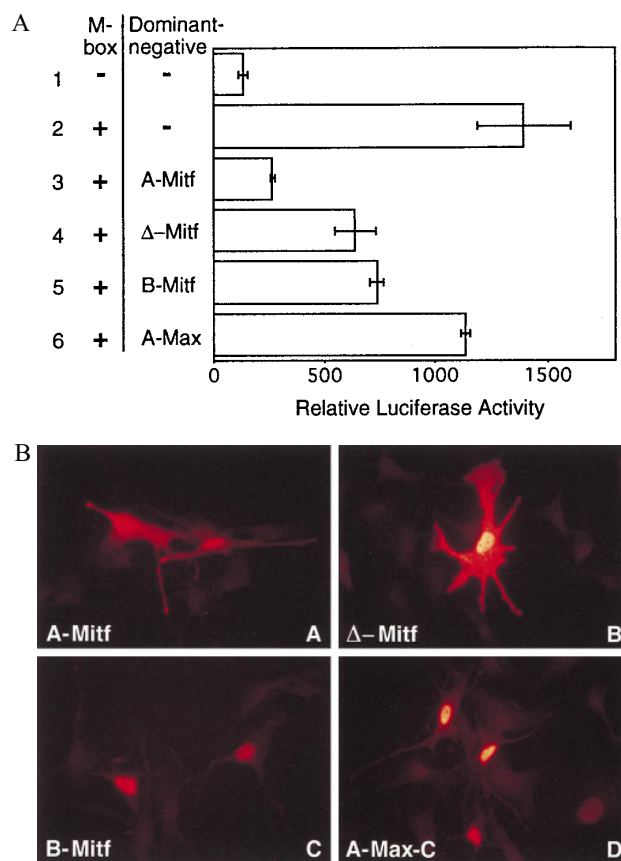 A
M-box Dominant-negative
1 - -
2 + -
3 + A-Mitf
4 + Δ-Mitf
5 + B-Mitf
6 + A-Max
0 500 1000 1500
Relative Luciferase Activity
B
A-Mitf A
Δ-Mitf B
B-Mitf C
A-Max-C D